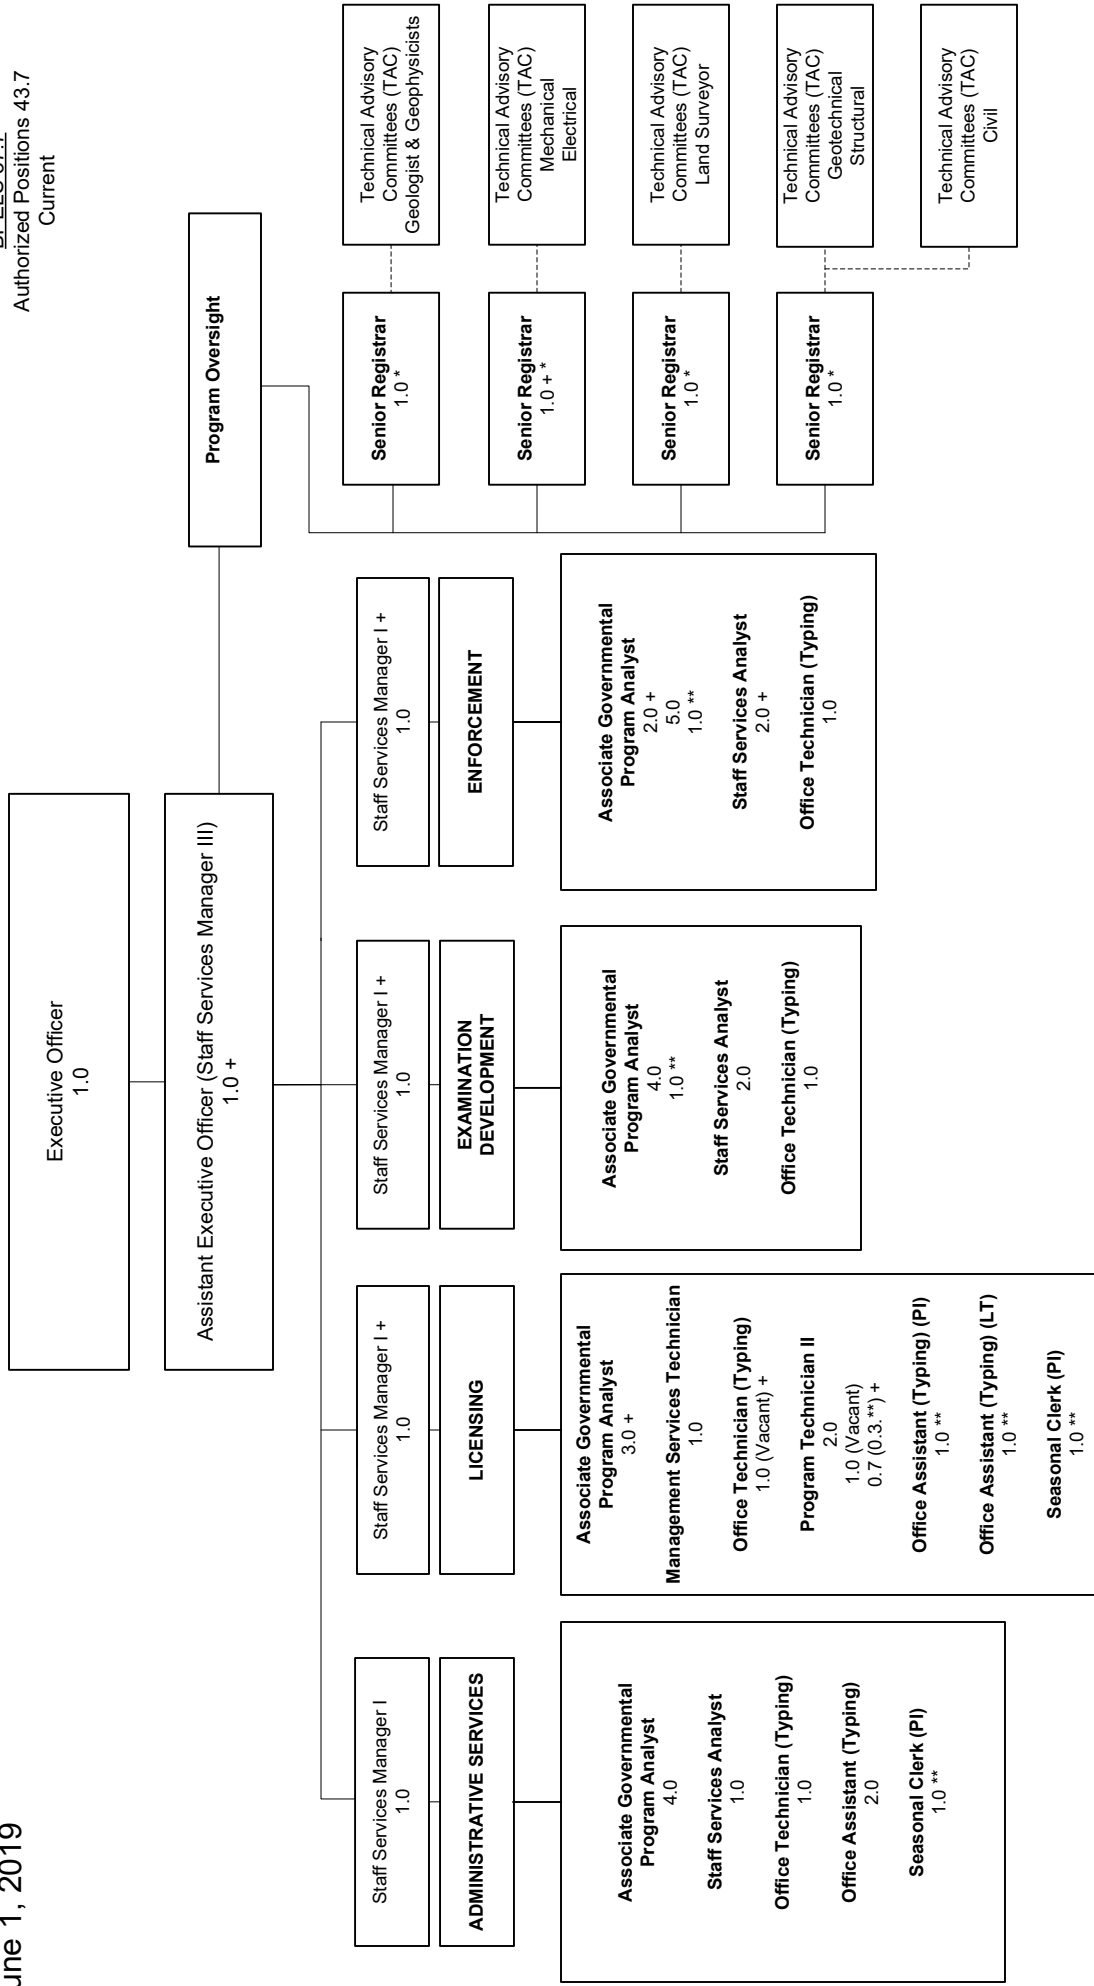 une 1, 2019
Authorized Positions 43.7
Current
Executive Officer
1.0
Assistant Executive Officer (Staff Services Manager III)
1.0 +
Program Oversight
Staff Services Manager I
1.0
ADMINISTRATIVE SERVICES
Associate Governmental
Program Analyst
4.0
Staff Services Analyst
1.0
Office Technician (Typing)
1.0
Office Assistant (Typing)
2.0
Seasonal Clerk (PI)
1.0 **
Staff Services Manager I +
1.0
LICENSING
Associate Governmental
Program Analyst
3.0 +
Management Services Technician
1.0
Office Technician (Typing)
1.0 (Vacant) +
Program Technician II
2.0
1.0 (Vacant)
0.7 (0.3.**) +
Office Assistant (Typing) (PI)
1.0 **
Office Assistant (Typing) (LT)
1.0 **
Seasonal Clerk (PI)
1.0 **
Staff Services Manager I +
1.0
EXAMINATION
DEVELOPMENT
Associate Governmental
Program Analyst
4.0
1.0 **
Staff Services Analyst
2.0
Office Technician (Typing)
1.0
Staff Services Manager I +
1.0
ENFORCEMENT
Associate Governmental
Program Analyst
2.0 +
5.0
1.0 **
Staff Services Analyst
2.0 +
Office Technician (Typing)
1.0
Senior Registrar
1.0 *
Technical Advisory
Committees (TAC)
Geologist & Geophysicists
Senior Registrar
1.0 + *
Technical Advisory
Committees (TAC)
Mechanical
Electrical
Senior Registrar
1.0 *
Technical Advisory
Committees (TAC)
Land Surveyor
Senior Registrar
1.0 *
Technical Advisory
Committees (TAC)
Geotechnical
Structural
Technical Advisory
Committees (TAC)
Civil